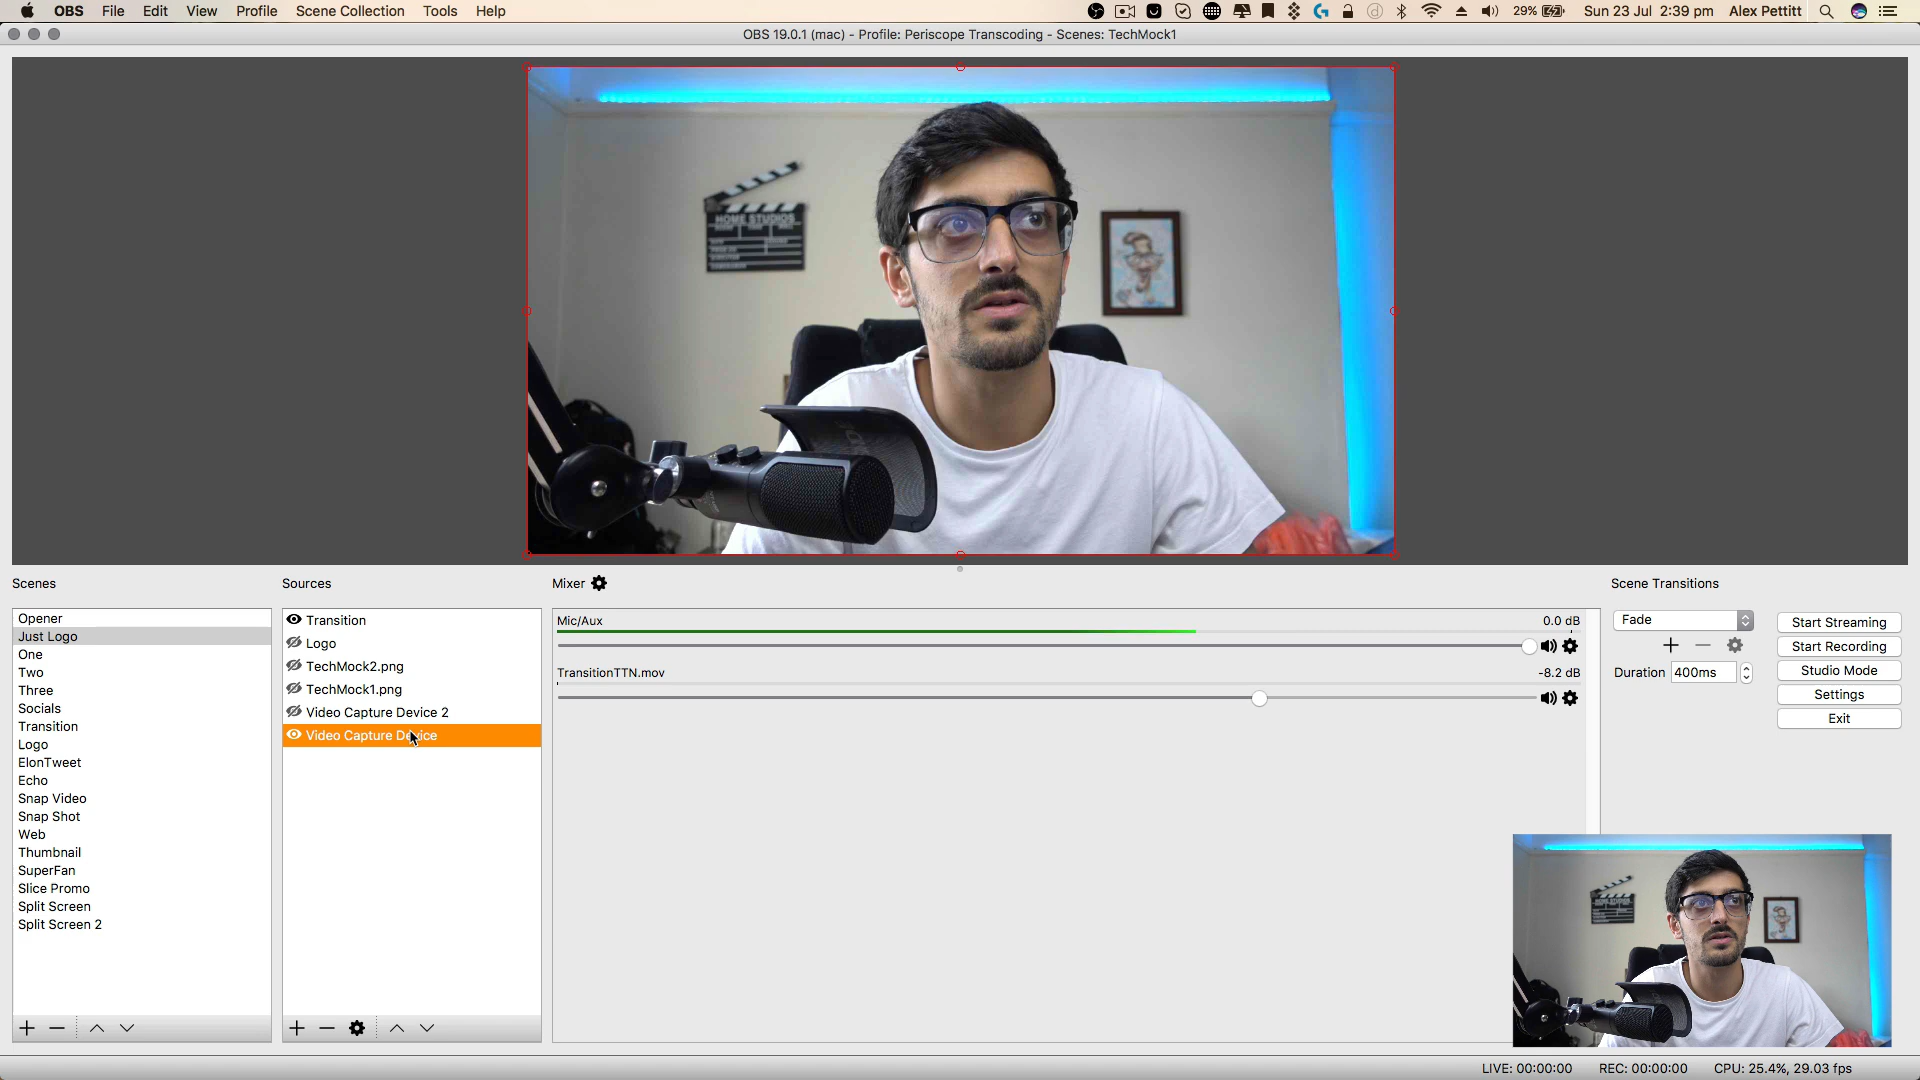 OBS File Edit View Profile Scene Collection Tools Help 29% Sun 23 Jul 2:39 pm Alex Pettitt
OBS 19.0.1 (mac) - Profile: Periscope Transcoding - Scenes: TechMock1
HOME STUDIOS
Scenes
Opener
Just Logo
One
Two
Three
Socials
Transition
Logo
ElonTweet
Echo
Snap Video
Snap Shot
Web
Thumbnail
SuperFan
Slice Promo
Split Screen
Split Screen 2
Sources
Transition
Logo
TechMock2.png
TechMock1.png
Video Capture Device 2
Video Capture Device
Mixer
Mic/Aux 0.0 dB
TransitionTTN.mov -8.2 dB
Scene Transitions
Fade
Duration 400ms
Start Streaming
Start Recording
Studio Mode
Settings
Exit
LIVE: 00:00:00 REC: 00:00:00 CPU: 25.4%, 29.03 fps